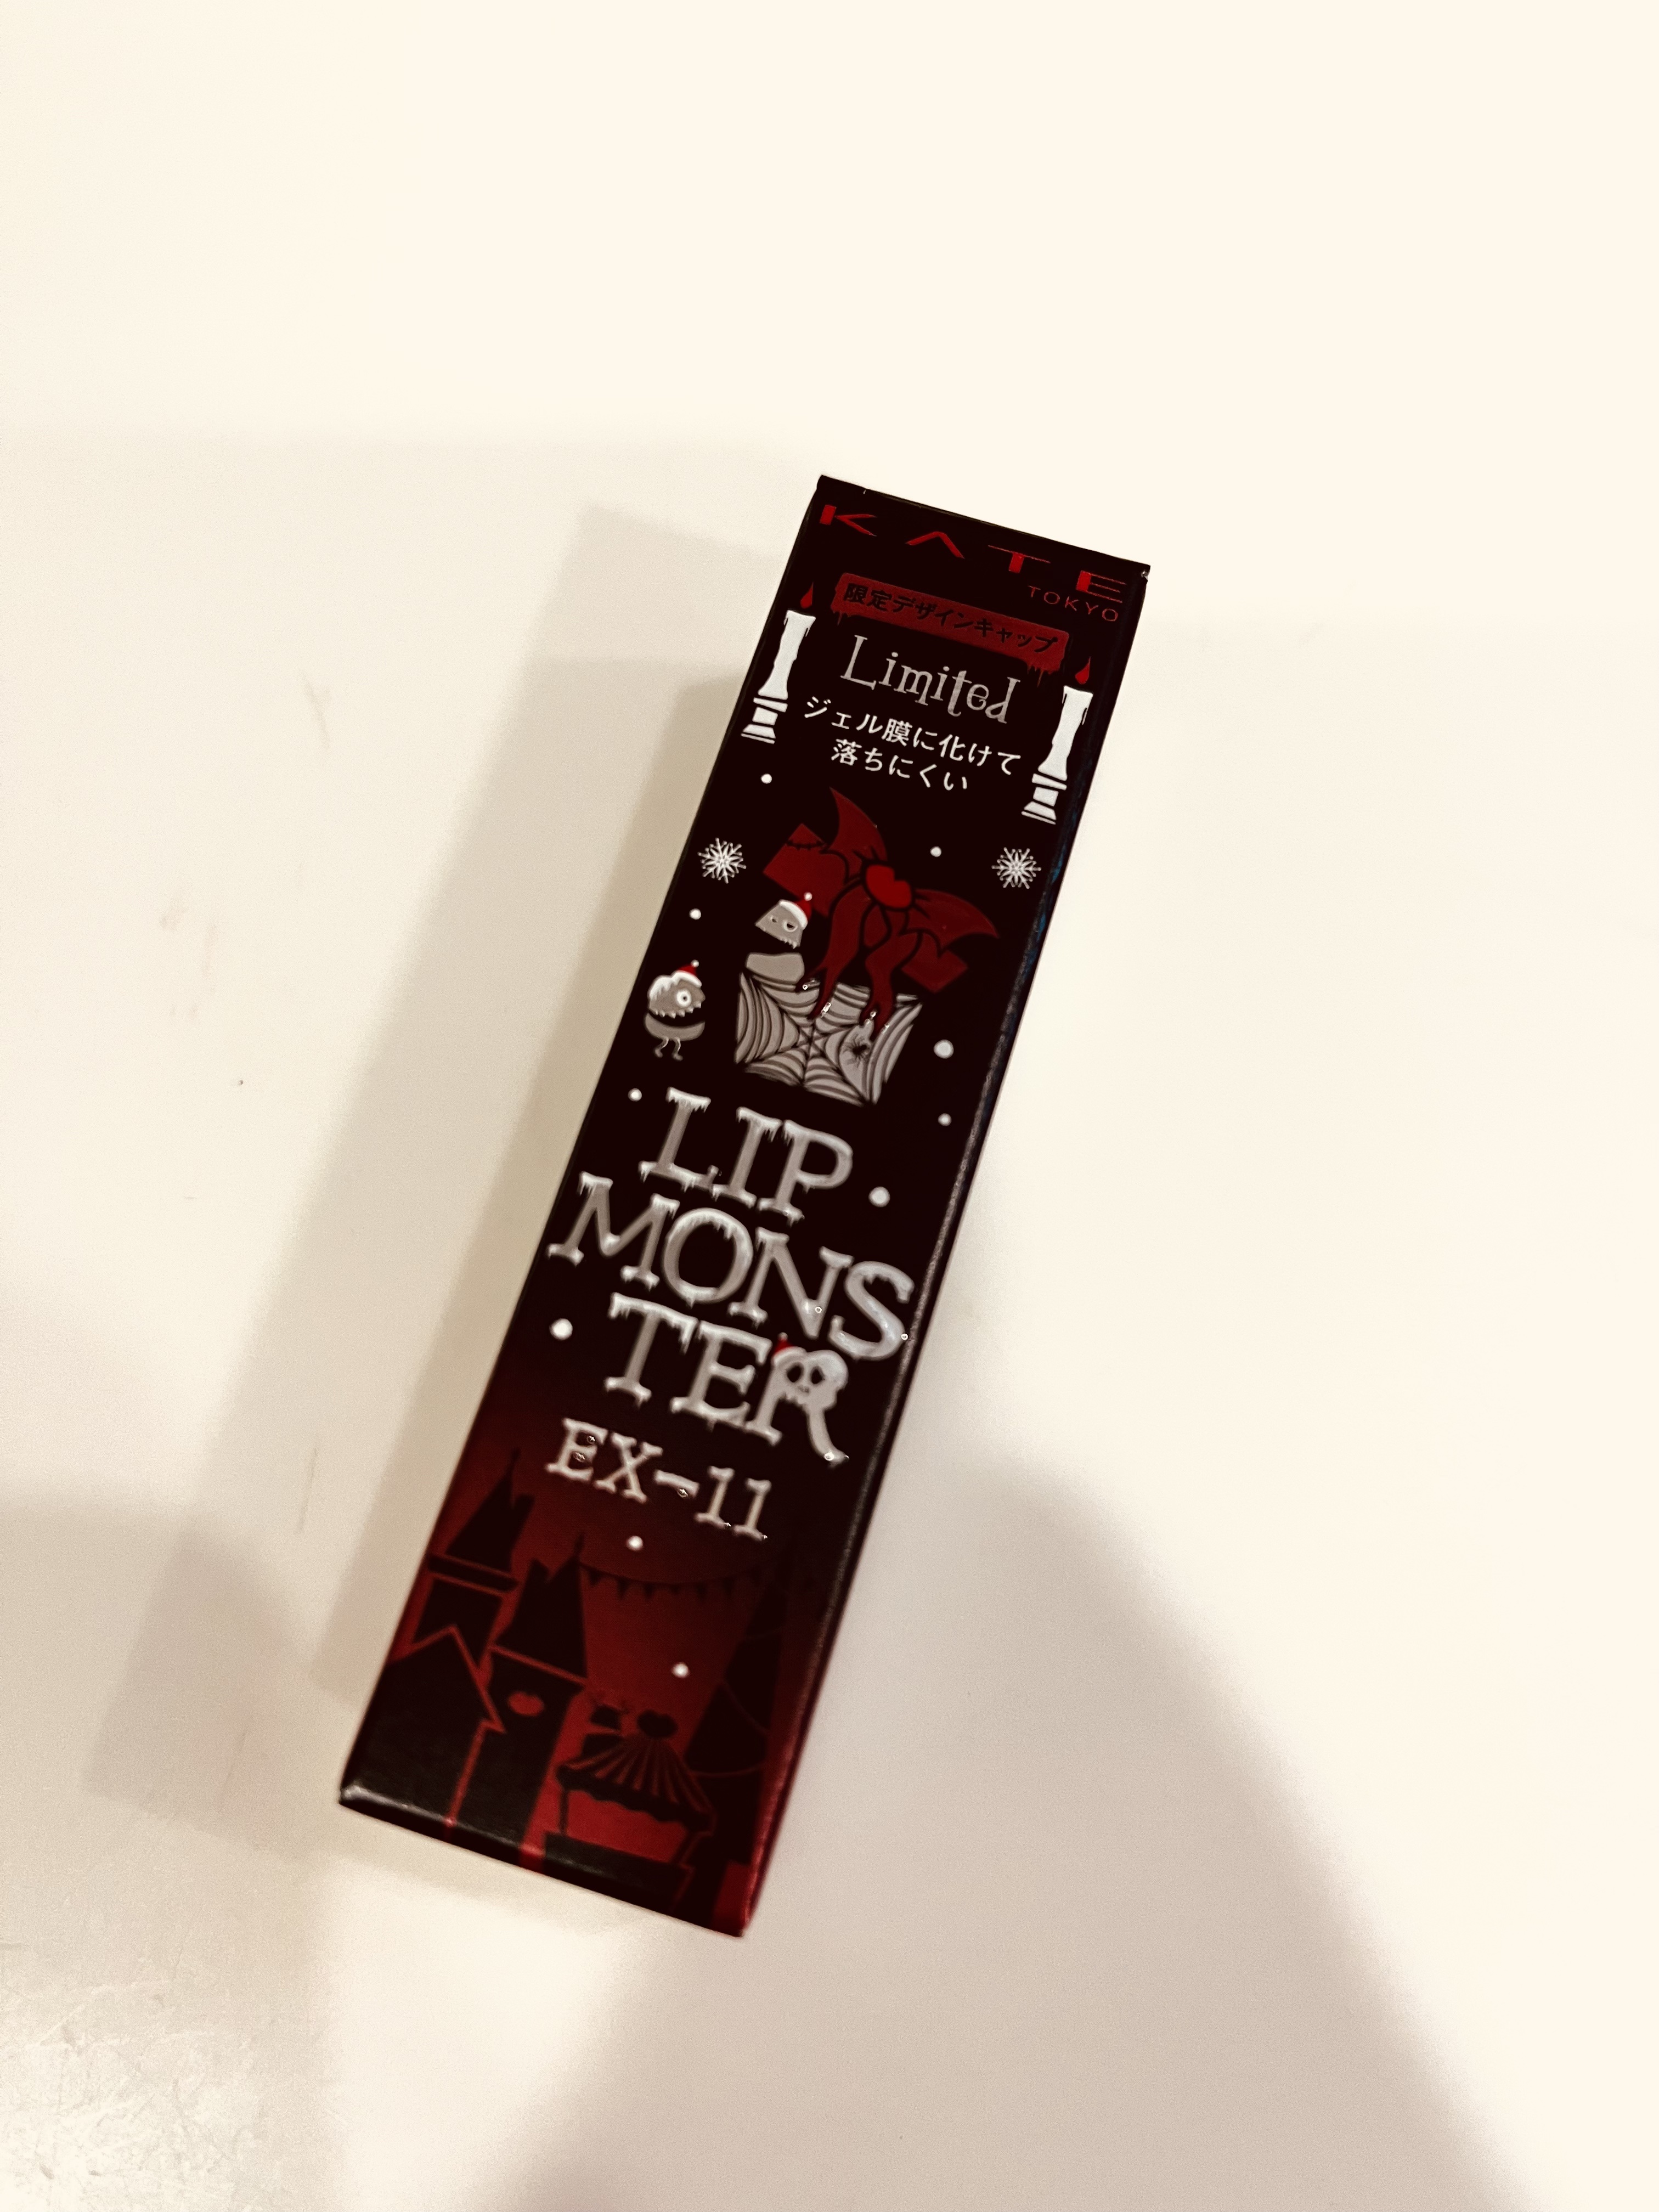 KATE
TOKYO
限定デザインキャップ
Limited
ジェル膜に化けて
落ちにくい
LIP
MONS
TER
EX-11